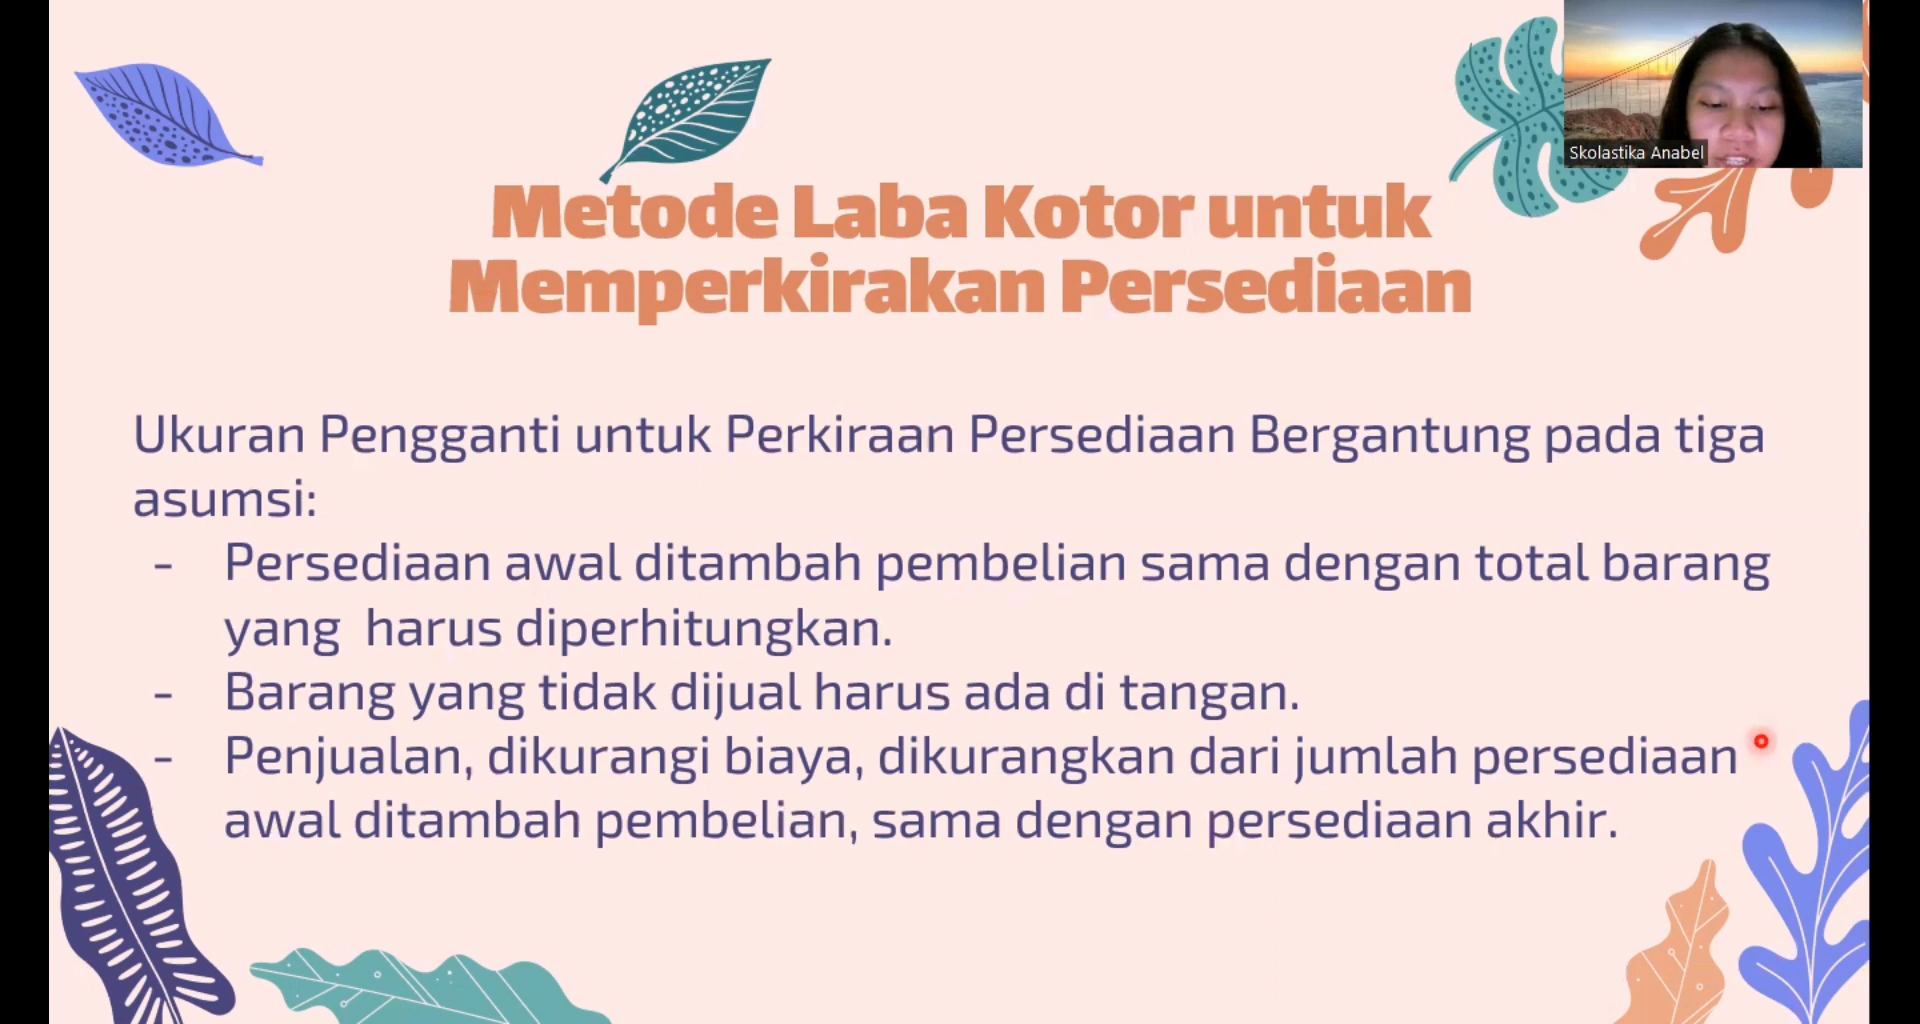 Skolastika Anabel
Metode Laba Kotor untuk
Memperkirakan Persediaan
Ukuran Pengganti untuk Perkiraan Persediaan Bergantung pada tiga
asumsi:
- Persediaan awal ditambah pembelian sama dengan total barang
yang harus diperhitungkan.
- Barang yang tidak dijual harus ada di tangan.
- Penjualan, dikurangi biaya, dikurangkan dari jumlah persediaan
awal ditambah pembelian, sama dengan persediaan akhir.